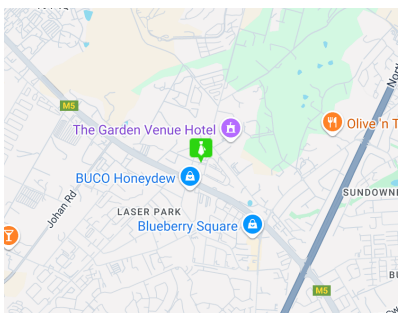 M5
The Garden Venue Hotel
Olive 'n T
BUCO Honeydew
SUNDOWNE
Johan Rd
LASER PARK
Blueberry Square
M5